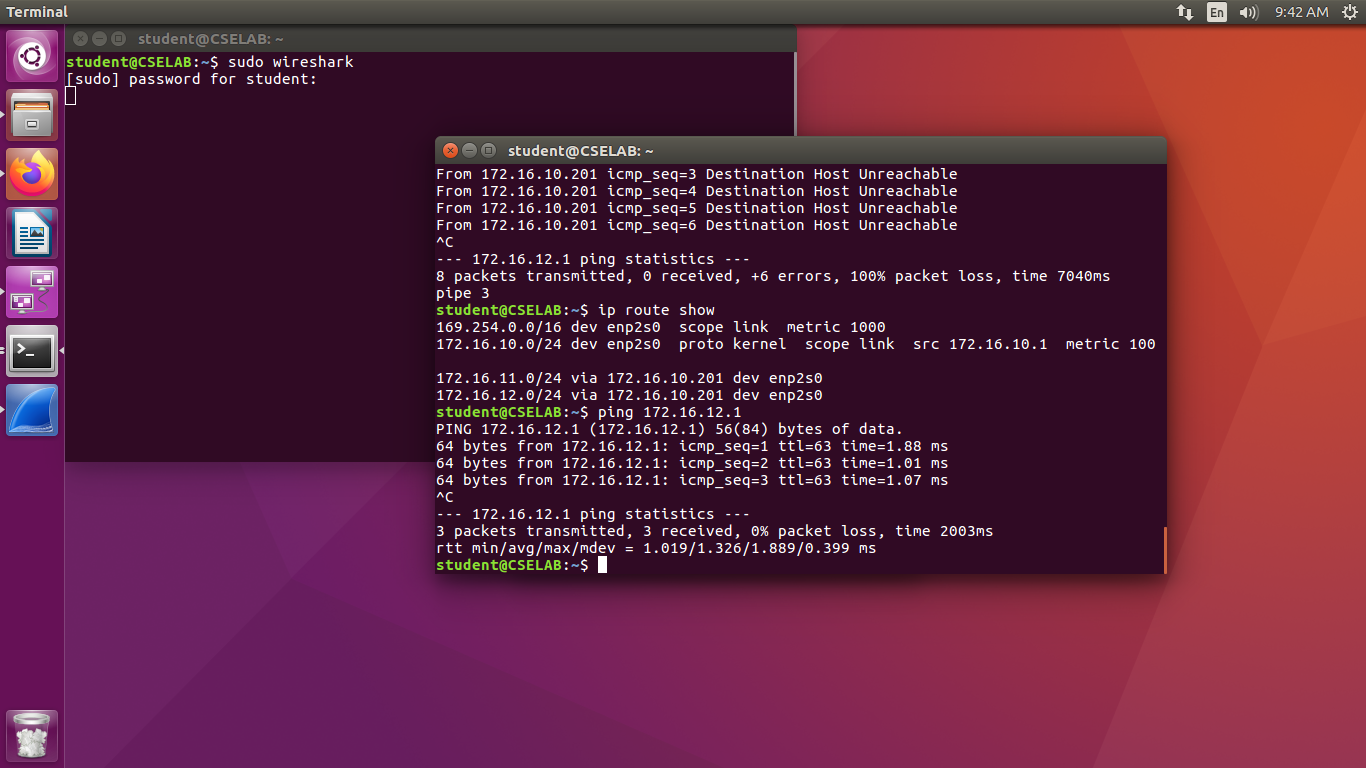 Terminal
En
9:42 AM
student@CSELAB: ~
student@CSELAB:~$ sudo wireshark
[sudo] password for student:
student@CSELAB: ~
From 172.16.10.201 icmp_seq=3 Destination Host Unreachable
From 172.16.10.201 icmp_seq=4 Destination Host Unreachable
From 172.16.10.201 icmp_seq=5 Destination Host Unreachable
From 172.16.10.201 icmp_seq=6 Destination Host Unreachable
^C
--- 172.16.12.1 ping statistics ---
8 packets transmitted, 0 received, +6 errors, 100% packet loss, time 7040ms
pipe 3
student@CSELAB:~$ ip route show
169.254.0.0/16 dev enp2s0  scope link  metric 1000
172.16.10.0/24 dev enp2s0  proto kernel  scope link  src 172.16.10.1  metric 100
172.16.11.0/24 via 172.16.10.201 dev enp2s0
172.16.12.0/24 via 172.16.10.201 dev enp2s0
student@CSELAB:~$ ping 172.16.12.1
PING 172.16.12.1 (172.16.12.1) 56(84) bytes of data.
64 bytes from 172.16.12.1: icmp_seq=1 ttl=63 time=1.88 ms
64 bytes from 172.16.12.1: icmp_seq=2 ttl=63 time=1.01 ms
64 bytes from 172.16.12.1: icmp_seq=3 ttl=63 time=1.07 ms
^C
--- 172.16.12.1 ping statistics ---
3 packets transmitted, 3 received, 0% packet loss, time 2003ms
rtt min/avg/max/mdev = 1.019/1.326/1.889/0.399 ms
student@CSELAB:~$